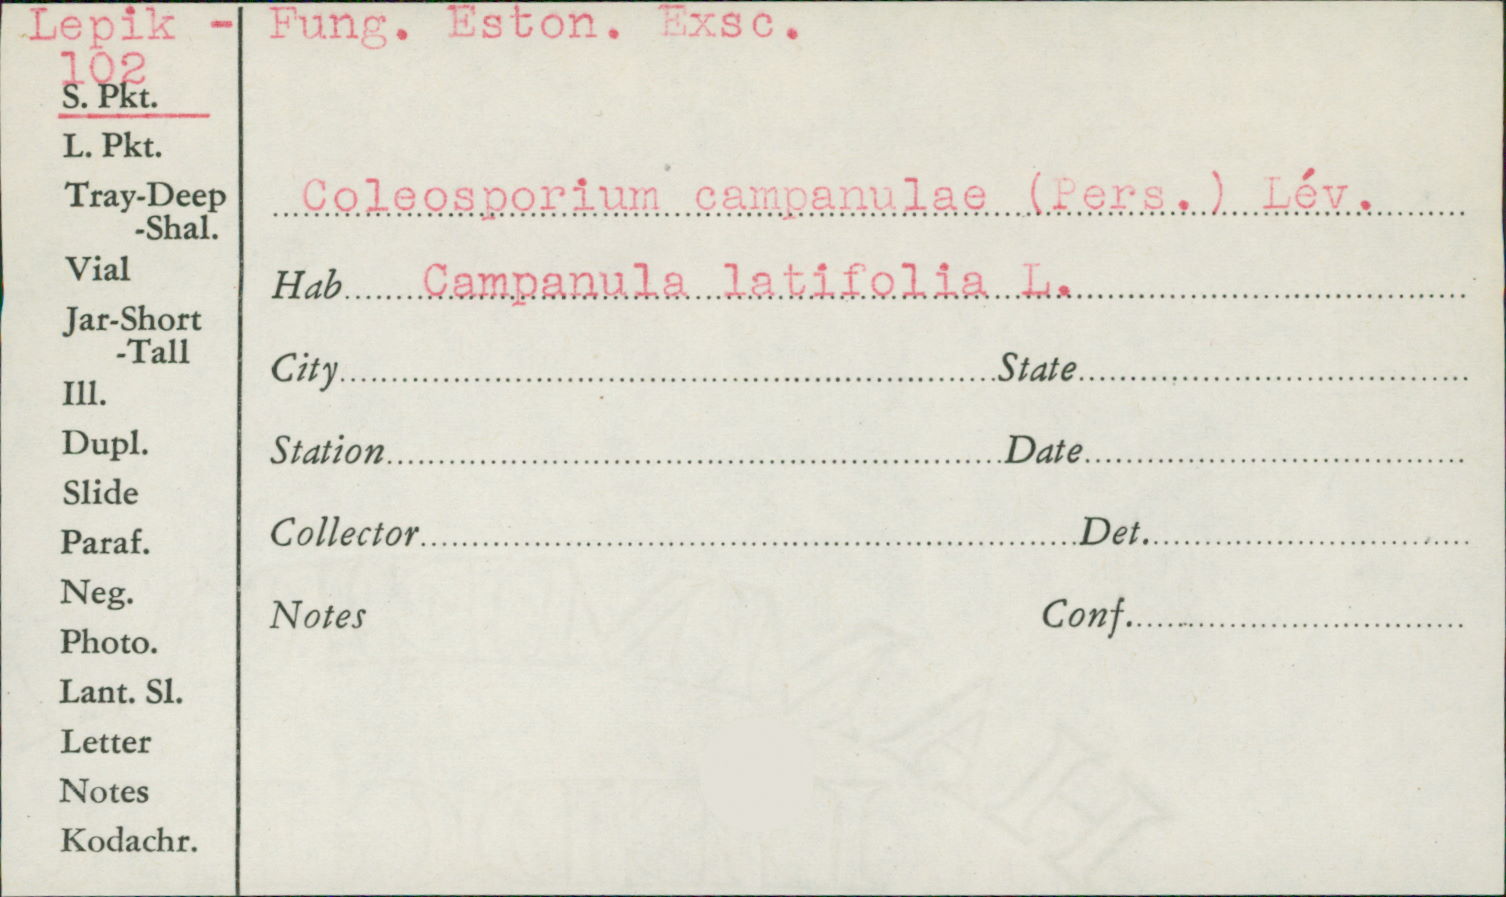 Lepik - Fung. Eston. Exsc.
102
S. Pkt.
L. Pkt.
Tray-Deep
-Shal.
Vial
Jar-Short
-Tall
Ill.
Dupl.
Slide
Paraf.
Neg.
Photo.
Lant. Sl.
Letter
Notes
Kodachr.
Coleosporium campanulae (Pers.) Lév.
Hab Campanula latifolia L.
City State
Station Date
Collector Det.
Notes Conf.